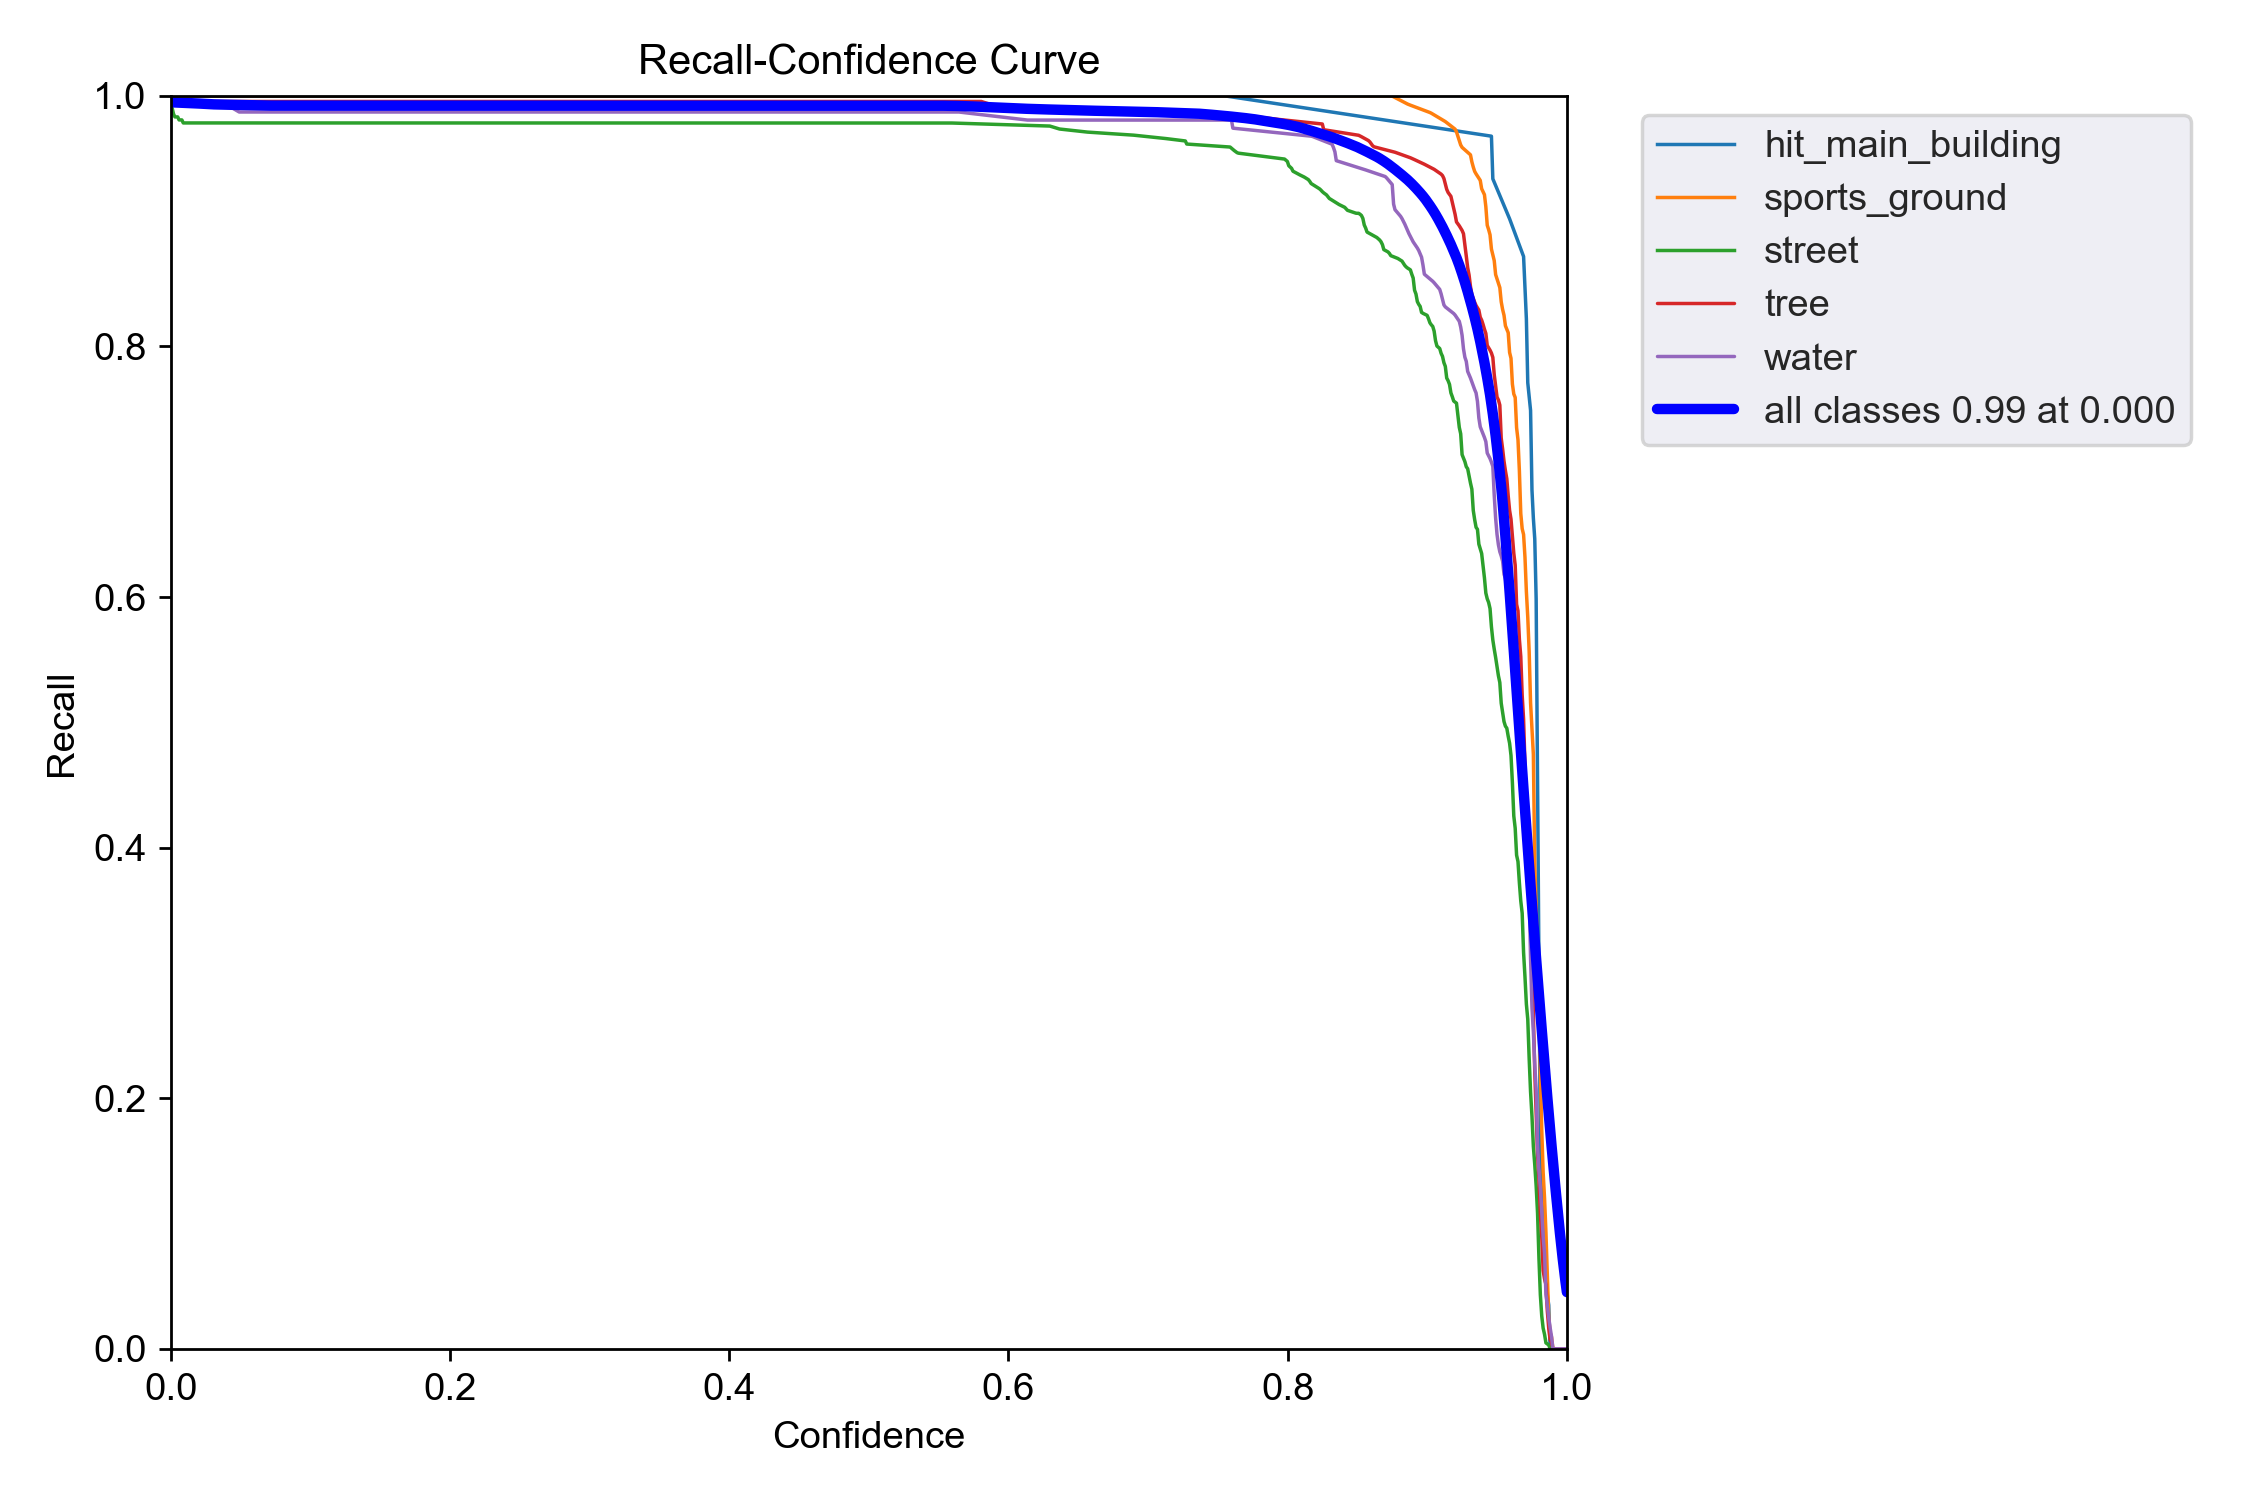 Recall-Confidence Curve
1.0
0.8
0.6
0.4
0.2
0.0
Recall
0.0 0.2 0.4 0.6 0.8 1.0
Confidence
hit_main_building
sports_ground
street
tree
water
all classes 0.99 at 0.000